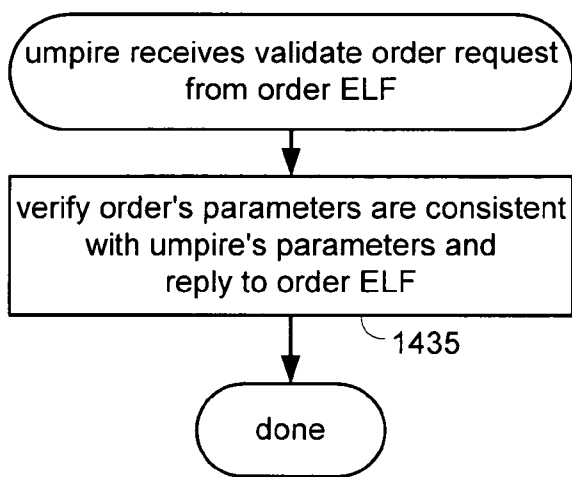 umpire receives validate order request
from order ELF
verify order's parameters are consistent
with umpire's parameters and
reply to order ELF
1435
done